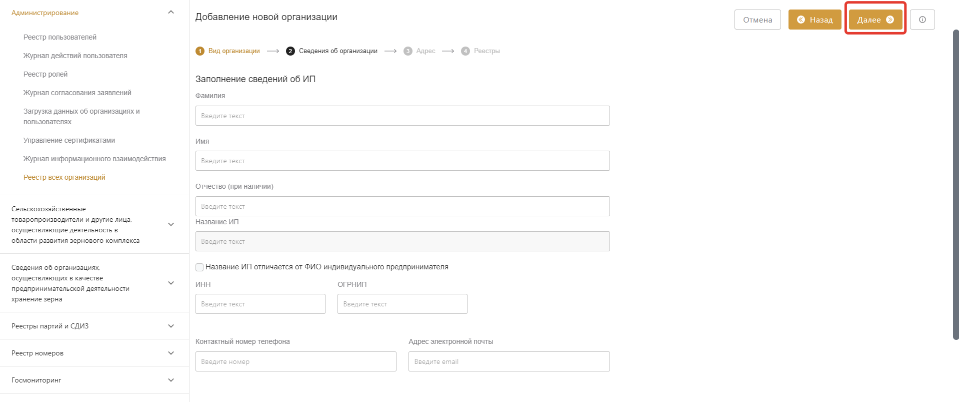 Администрирование
Реестр пользователей
Журнал действий пользователя
Реестр ролей
Журнал согласования заявлений
Загрузка данных об организациях и
пользователях
Управление сертификатами
Журнал информационного взаимодействия
Реестр всех организаций
Сельскохозяйственные
товаропроизводители и другие лица,
осуществляющие деятельность в
области развития зернового комплекса
Сведения об организациях,
осуществляющих в качестве
предпринимательской деятельности
хранение зерна
Реестры партий и СДИЗ
Реестр номеров
Госмониторинг
Добавление новой организации
Отмена
Назад
Далее
1 Вид организации
2 Сведения об организации
3 Адрес
4 Реестры
Заполнение сведений об ИП
Фамилия
Введите текст
Имя
Введите текст
Отчество (при наличии)
Введите текст
Название ИП
Введите текст
Название ИП отличается от ФИО индивидуального предпринимателя
ИНН ОГРНИП
Введите текст Введите текст
Контактный номер телефона Адрес электронной почты
Введите номер Введите email